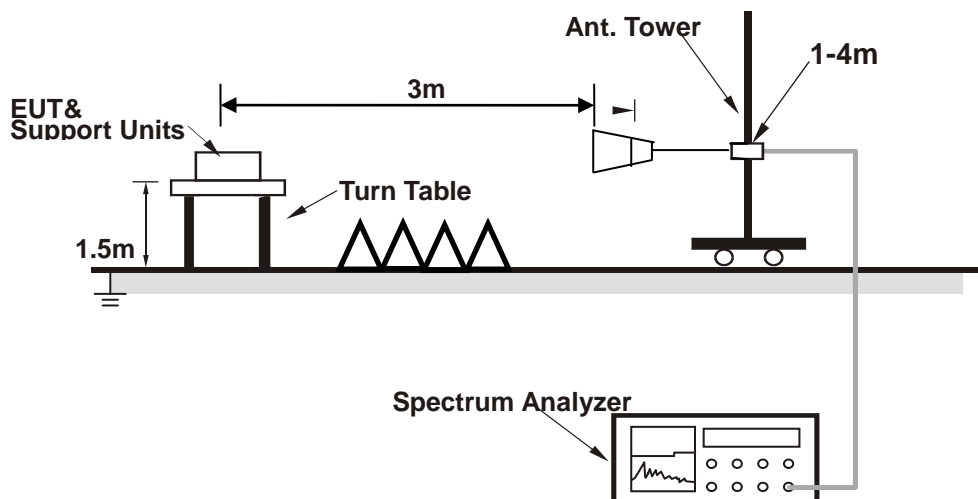 Ant. Tower
1-4m
3m
EUT&
Support Units
Turn Table
1.5m
Spectrum Analyzer